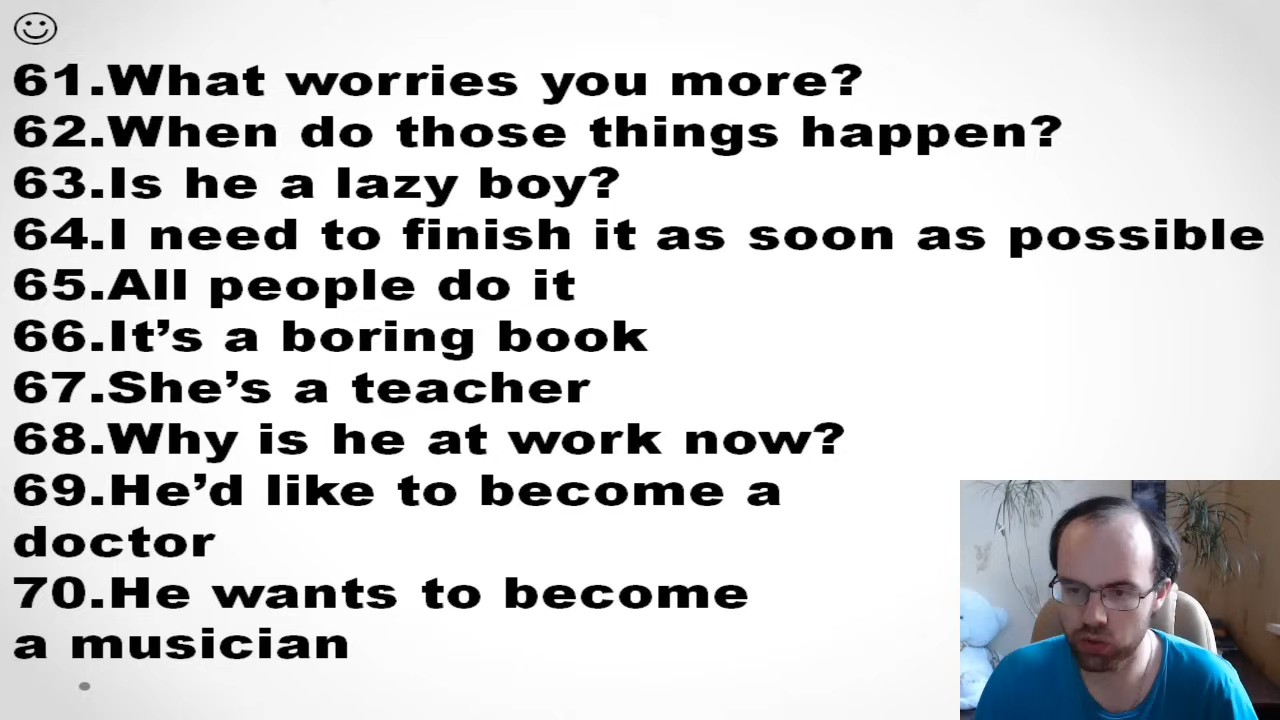 61.What worries you more?
62.When do those things happen?
63.Is he a lazy boy?
64.I need to finish it as soon as possible
65.All people do it
66.It’s a boring book
67.She’s a teacher
68.Why is he at work now?
69.He’d like to become a
doctor
70.He wants to become
a musician